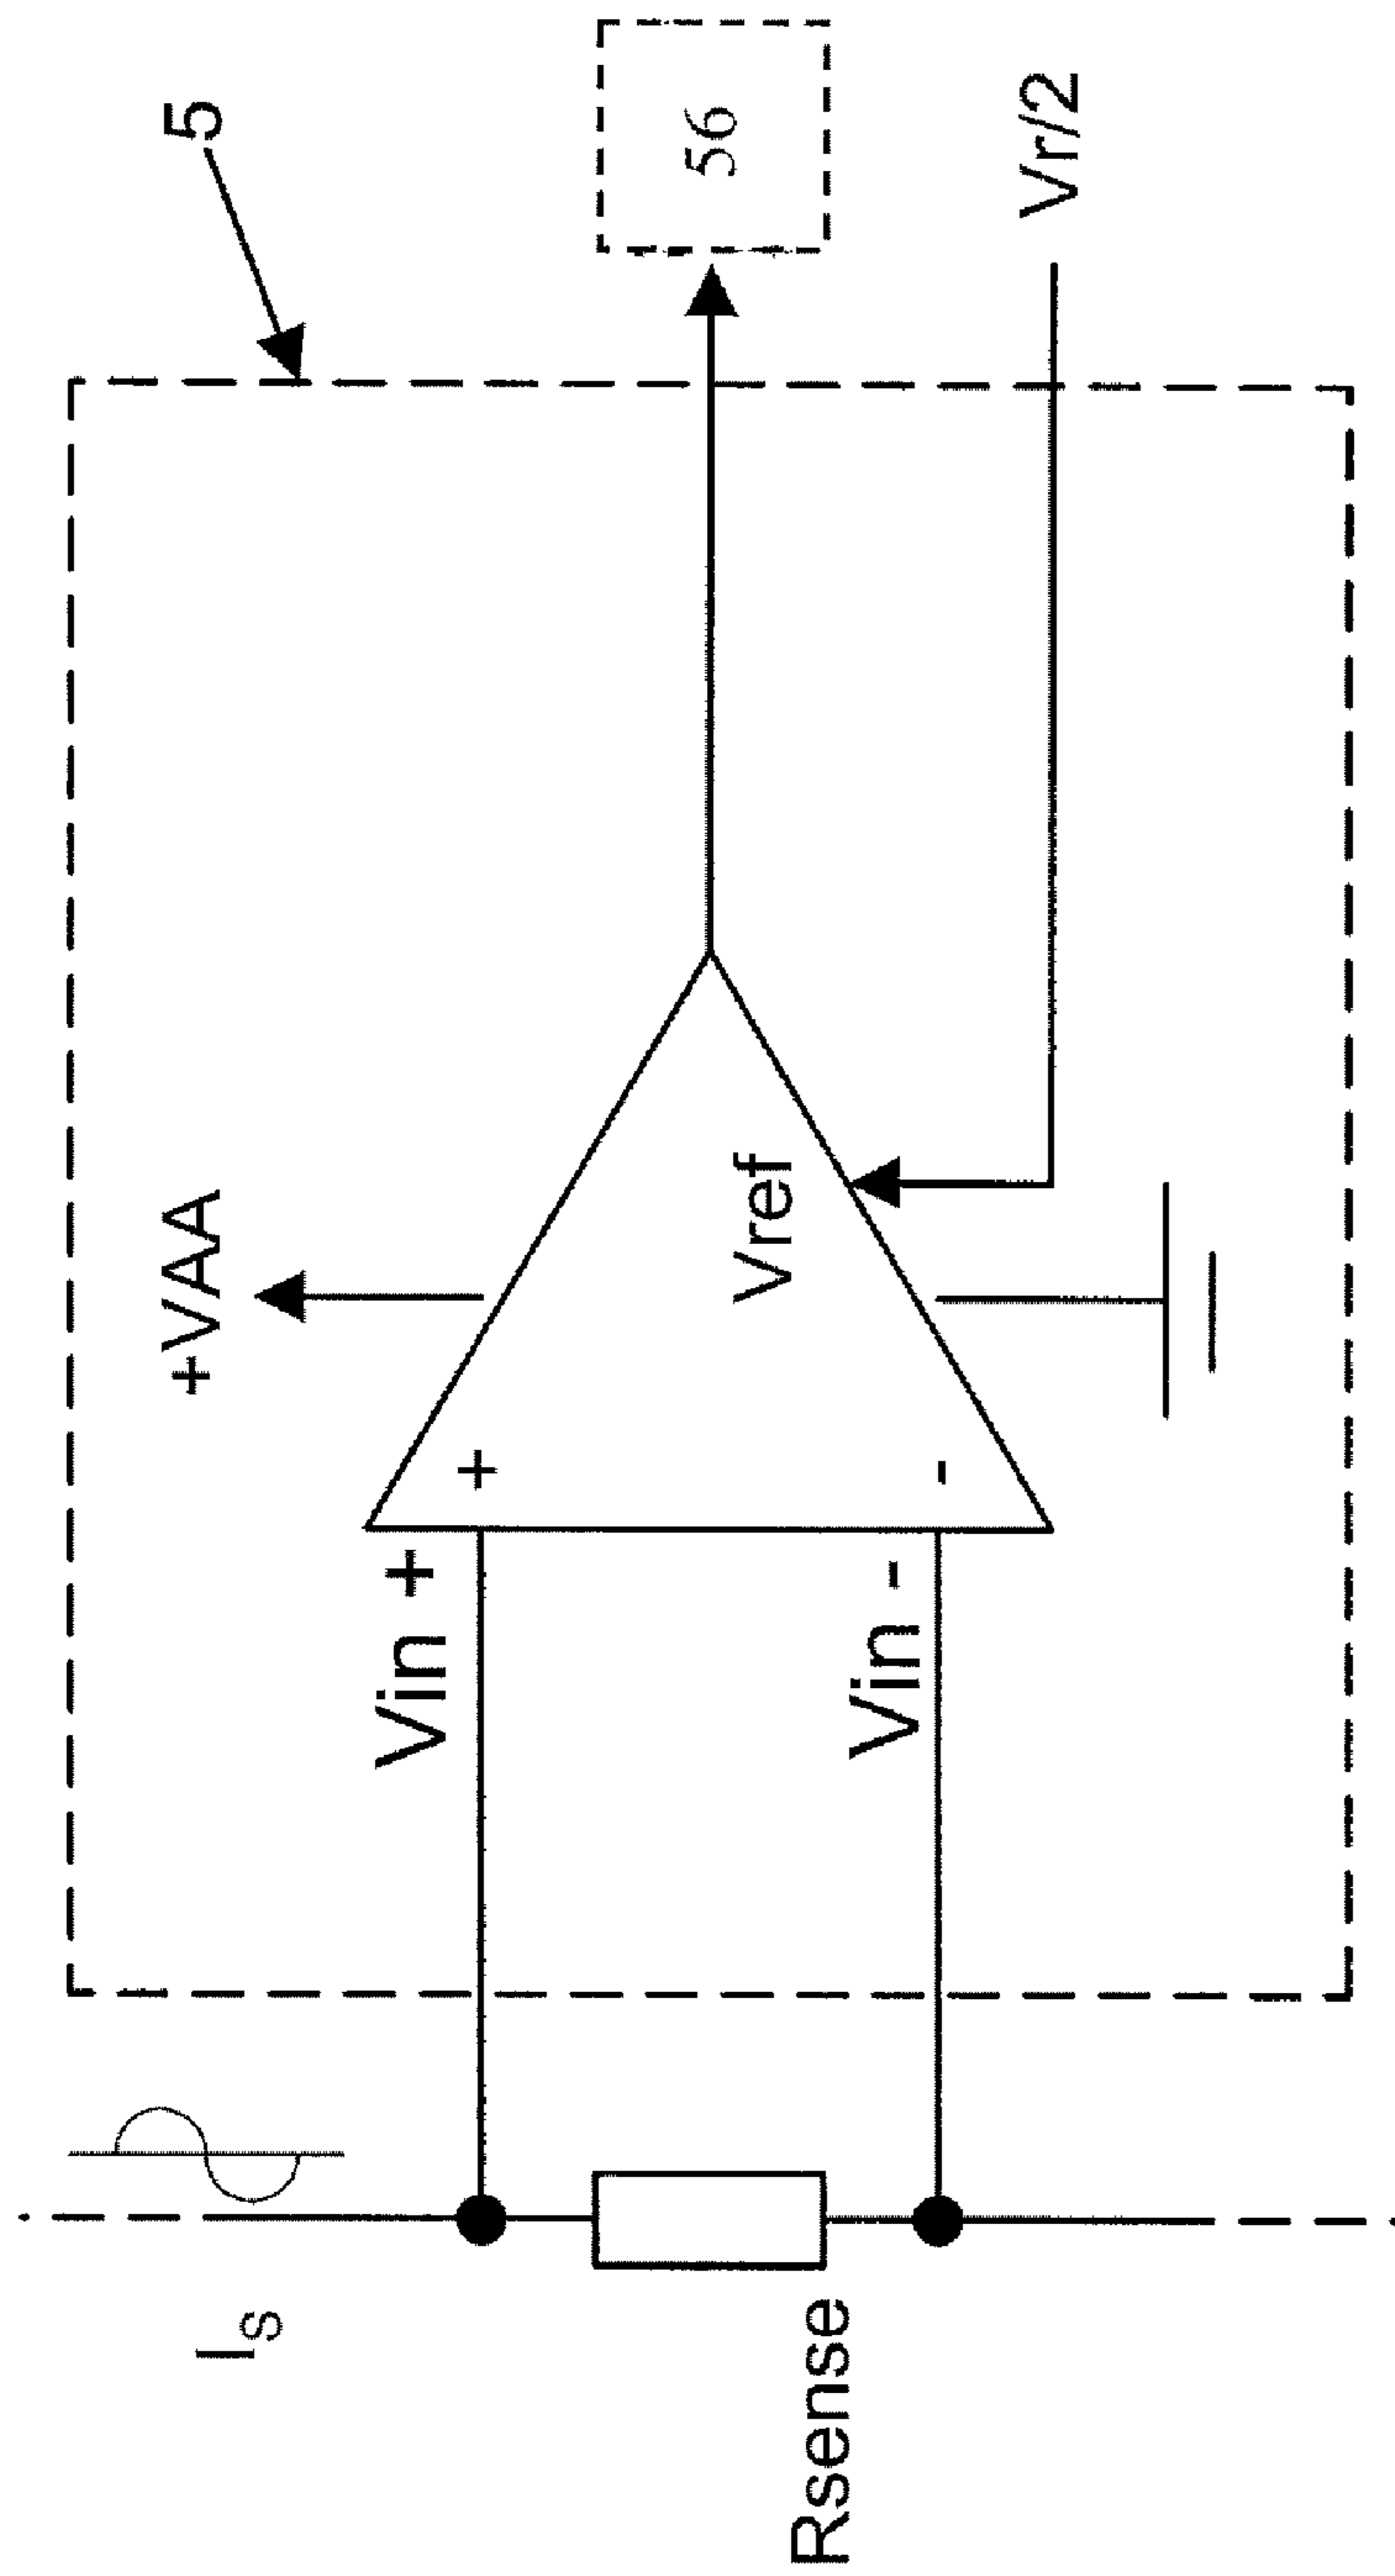 5
56
+VAA
Vr/2
Vref
+
-
Vin +
Vin -
IS
Rsense